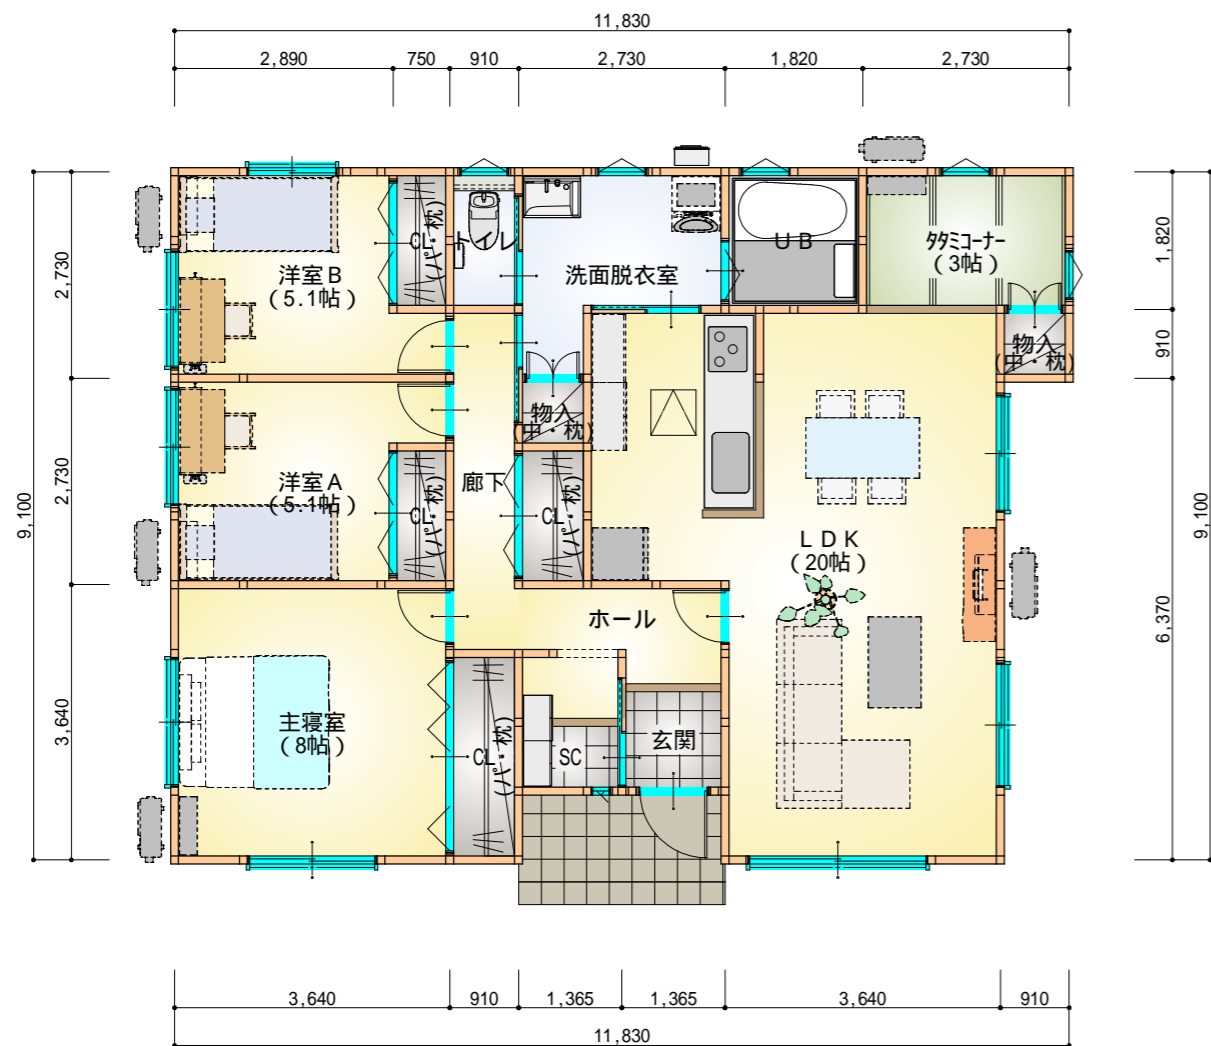 11,830
2,890
750
910
2,730
1,820
2,730
CL
(パ・枕)
トイレ
洗面脱衣室
UB
タタミコーナー
(3帖)
洋室B
(5.1帖)
物入
(中・枕)
物入
(中・枕)
洋室A
(5.1帖)
CL
(パ・枕)
廊下
CL
(パ・枕)
LDK
(20帖)
ホール
主寝室
(8帖)
CL
(パ・枕)
SC
玄関
9,100
2,730
2,730
3,640
1,820
910
6,370
9,100
3,640
910
1,365
1,365
3,640
910
11,830